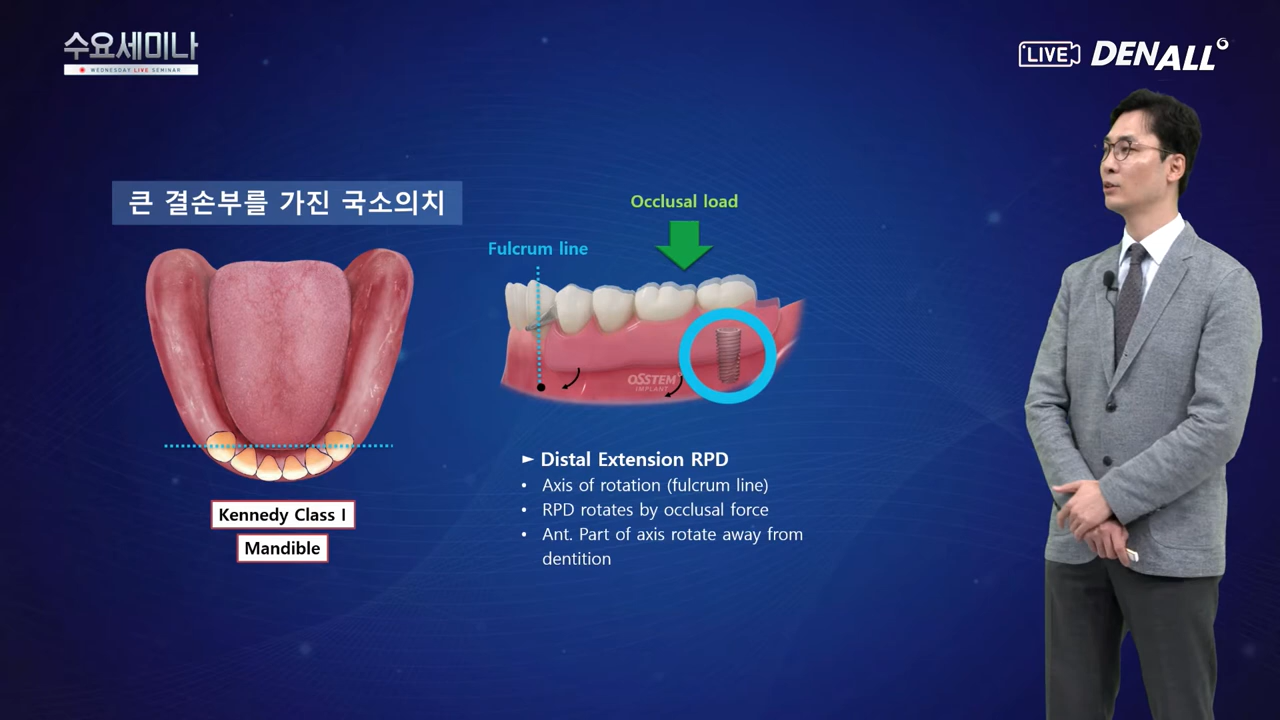 수요세미나
WEDNESDAY LIVE SEMINAR
LIVE
DENALL
큰 결손부를 가진 국소의치
Occlusal load
Fulcrum line
OSSTEM
IMPLANT
Kennedy Class I
Mandible
► Distal Extension RPD
• Axis of rotation (fulcrum line)
• RPD rotates by occlusal force
• Ant. Part of axis rotate away from
dentition